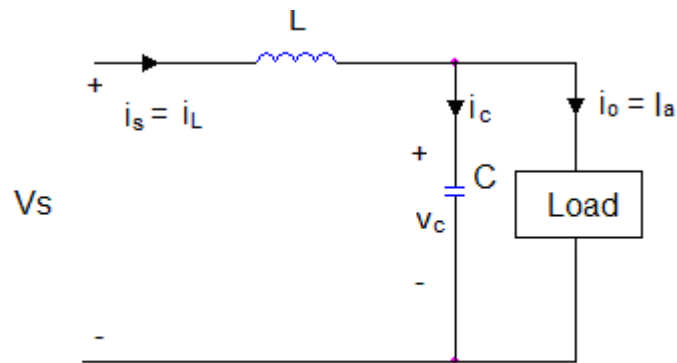 L
+
i_s = i_L
i_c
i_o = I_a
+
C
Vs
Load
v_c
-
-